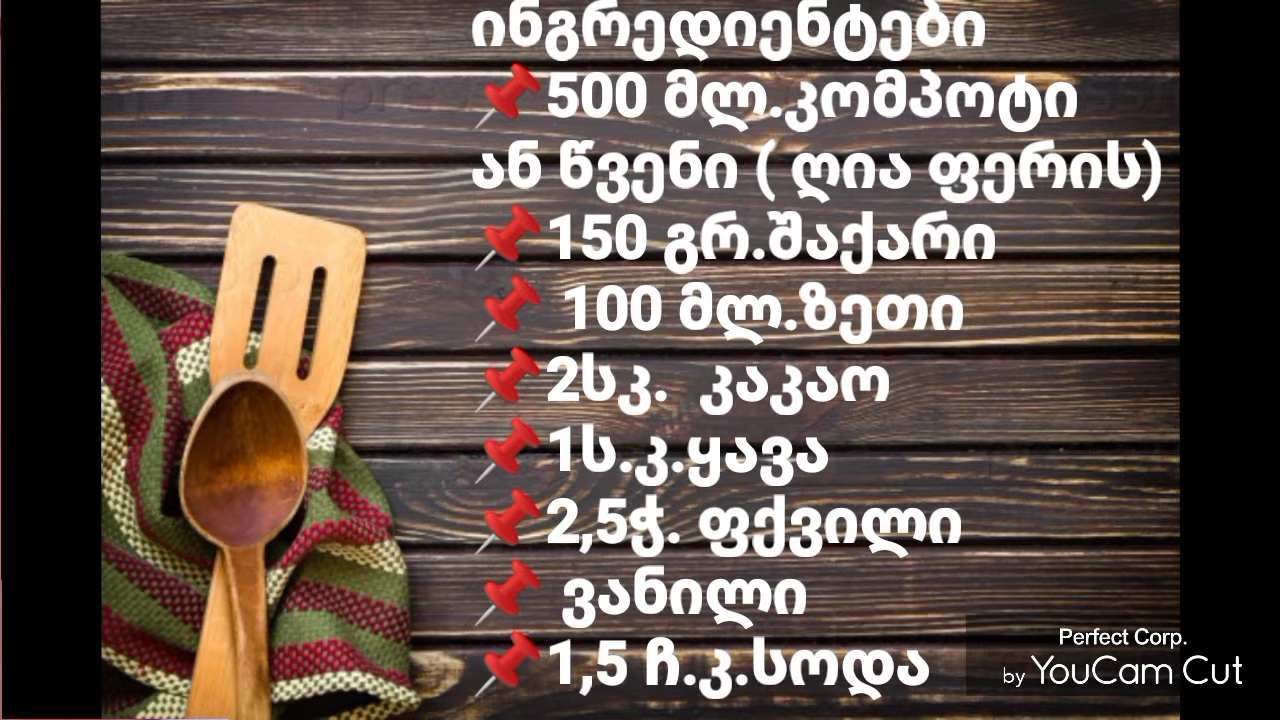 ინგრედიენტები
📌500 მლ.კომპოტი
ან წვენი ( ღია ფერის)
📌150 გრ.შაქარი
📌 100 მლ.ზეთი
📌2სკ. კაკაო
📌1ს.კ.ყავა
📌2,5ჭ. ფქვილი
📌 ვანილი
📌1,5 ჩ.კ.სოდა
Perfect Corp.
by YouCam Cut